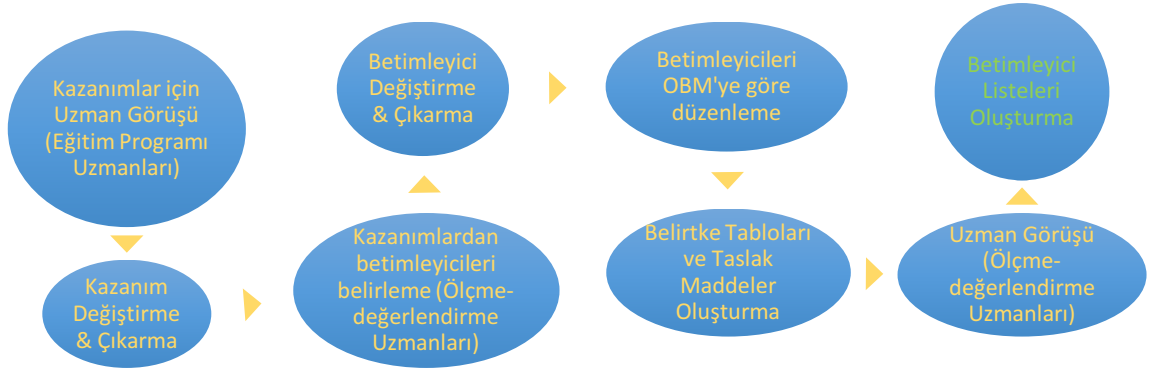 Kazanımlar için
Uzman Görüşü
(Eğitim Programı
Uzmanları)
Kazanım
Değiştirme
& Çıkarma
Kazanımlardan
betimleyicileri
belirleme (Ölçme-
değerlendirme
Uzmanları)
Betimleyici
Değiştirme
& Çıkarma
Betimleyicileri
OBM'ye göre
düzenleme
Belirtke Tabloları
ve Taslak
Maddeler
Oluşturma
Uzman Görüşü
(Ölçme-
değerlendirme
Uzmanları)
Betimleyici
Listeleri
Oluşturma